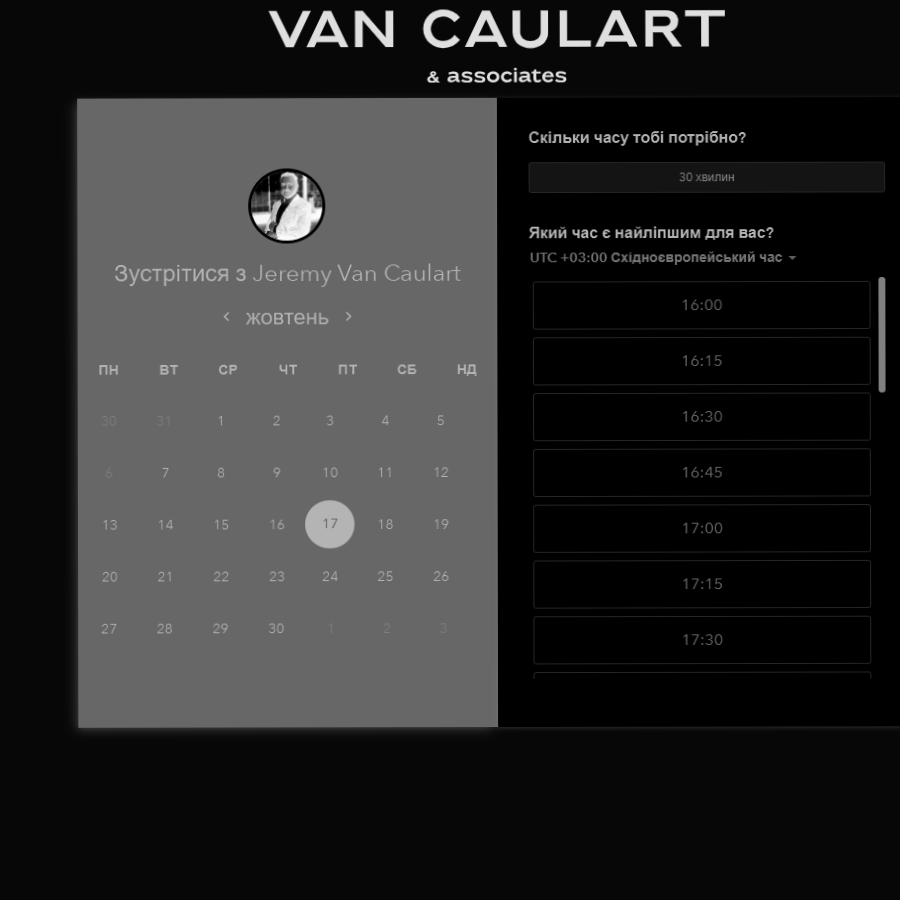 VAN CAULART
& associates
Зустрітися з Jeremy Van Caulart
жовтень
ПН ВТ СР ЧТ ПТ СБ НД
30 31 1 2 3 4 5
6 7 8 9 10 11 12
13 14 15 16 17 18 19
20 21 22 23 24 25 26
27 28 29 30 1 2 3
Скільки часу тобі потрібно?
30 хвилин
Який час є найліпшим для вас?
UTC +03:00 Східноєвропейський час
16:00
16:15
16:30
16:45
17:00
17:15
17:30